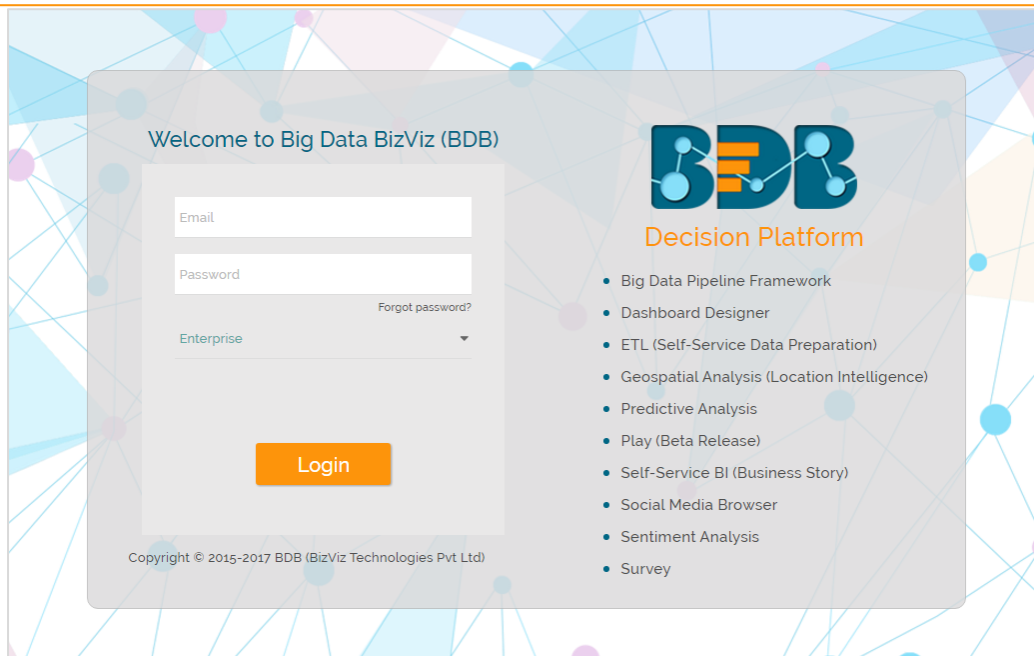 Welcome to Big Data BizViz (BDB)
Email
Password
Forgot password?
Enterprise
Login
Copyright © 2015-2017 BDB (BizViz Technologies Pvt Ltd)
BDB
Decision Platform
Big Data Pipeline Framework
Dashboard Designer
ETL (Self-Service Data Preparation)
Geospatial Analysis (Location Intelligence)
Predictive Analysis
Play (Beta Release)
Self-Service BI (Business Story)
Social Media Browser
Sentiment Analysis
Survey